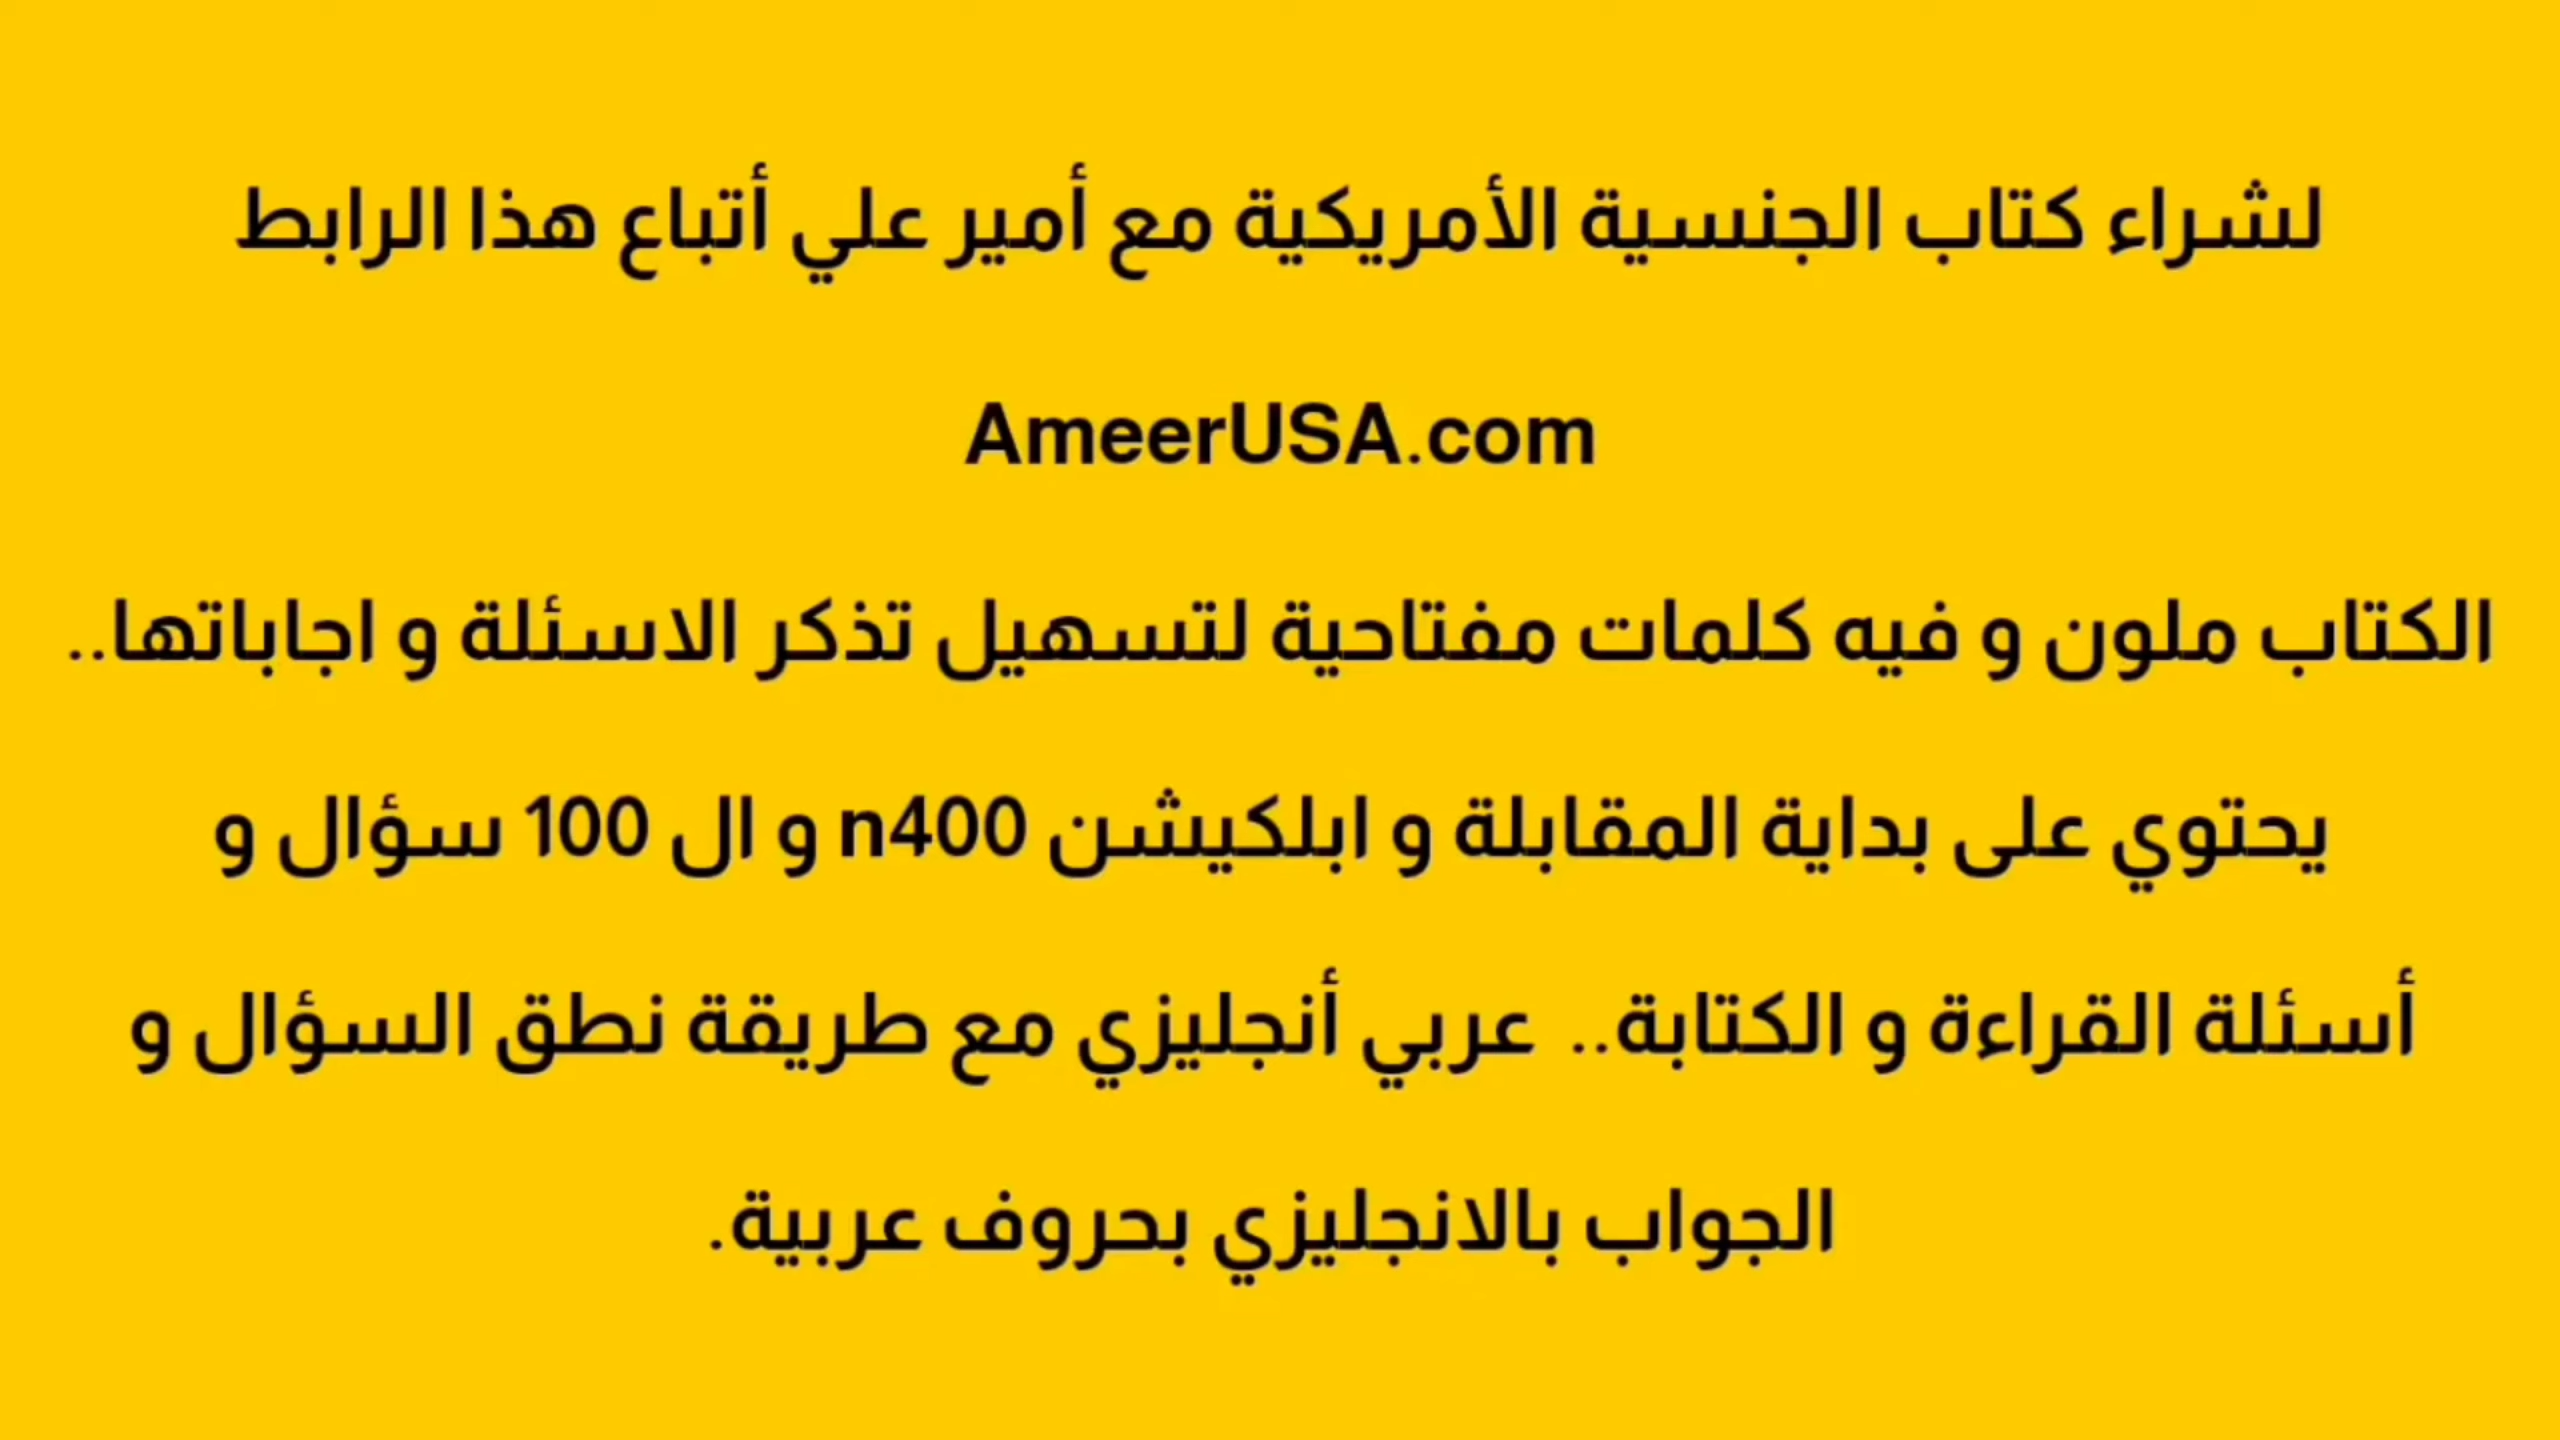 لشراء كتاب الجنسية الأمريكية مع أمير علي أتباع هذا الرابط
AmeerUSA.com
الكتاب ملون و فيه كلمات مفتاحية لتسهيل تذكر الاسئلة و اجاباتها..
يحتوي على بداية المقابلة و ابلكيشن n400 و ال 100 سؤال و
أسئلة القراءة و الكتابة.. عربي أنجليزي مع طريقة نطق السؤال و
الجواب بالانجليزي بحروف عربية.